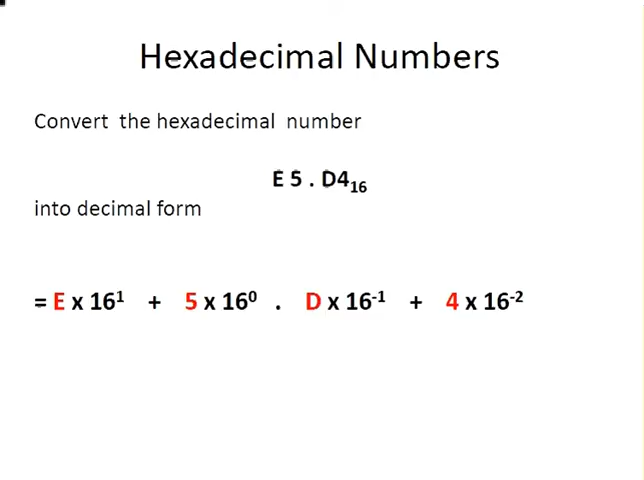 Hexadecimal Numbers
Convert the hexadecimal number
E 5 . D4₁₆
into decimal form
= E x 16¹ + 5 x 16⁰ . D x 16⁻¹ + 4 x 16⁻²